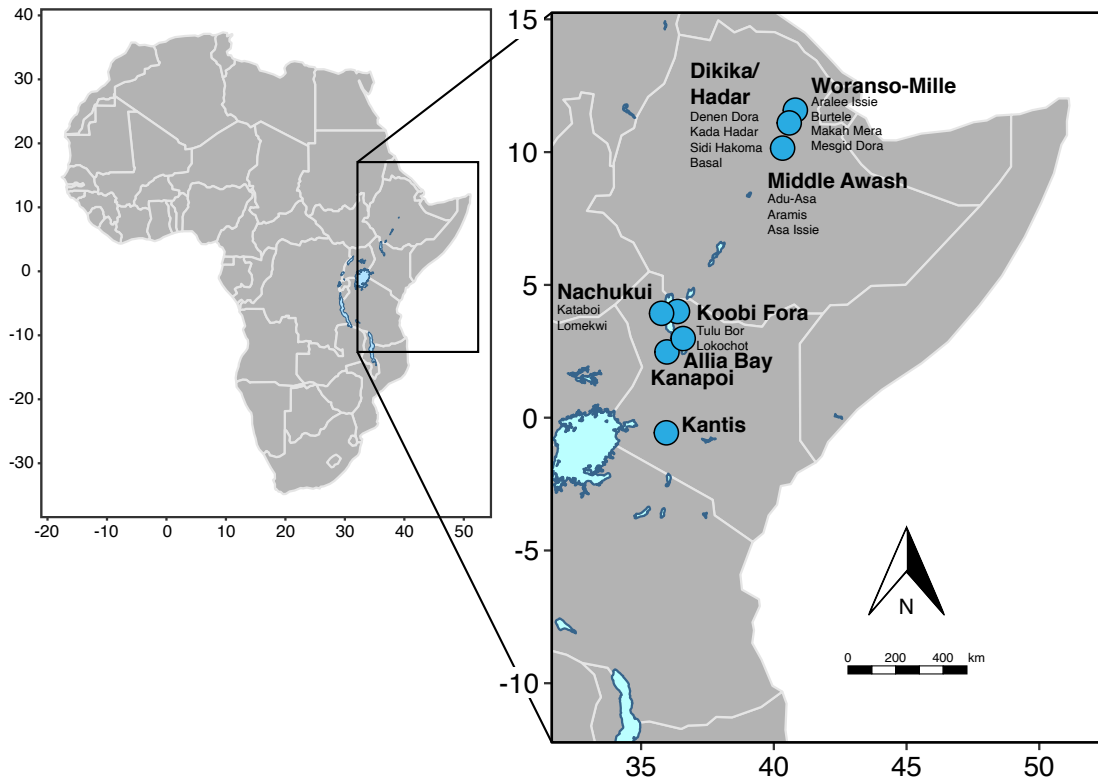 40
30
20
10
0
-10
-20
-30
-20
-10
0
10
20
30
40
50
15
10
5
0
-5
-10
35
40
45
50
Dikika/
Hadar
Denen Dora
Kada Hadar
Sidi Hakoma
Basal
Woranso-Mille
Aralee Issie
Burtele
Makah Mera
Mesgid Dora
Middle Awash
Adu-Asa
Aramis
Asa Issie
Nachukui
Kataboi
Lomekwi
Koobi Fora
Tulu Bor
Lokochot
Allia Bay
Kanapoi
Kantis
N
0 200 400 km